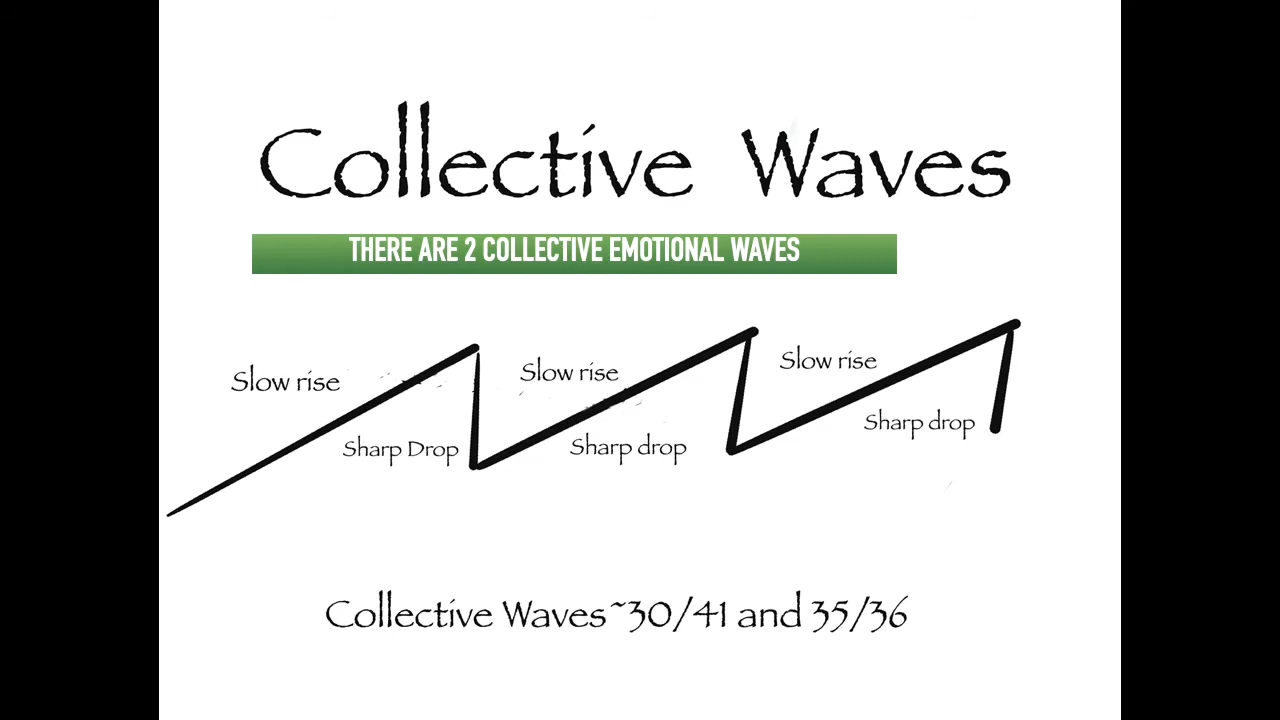 Collective Waves
THERE ARE 2 COLLECTIVE EMOTIONAL WAVES
Slow rise
Slow rise
Slow rise
Sharp Drop
Sharp drop
Sharp drop
Collective Waves~30/41 and 35/36